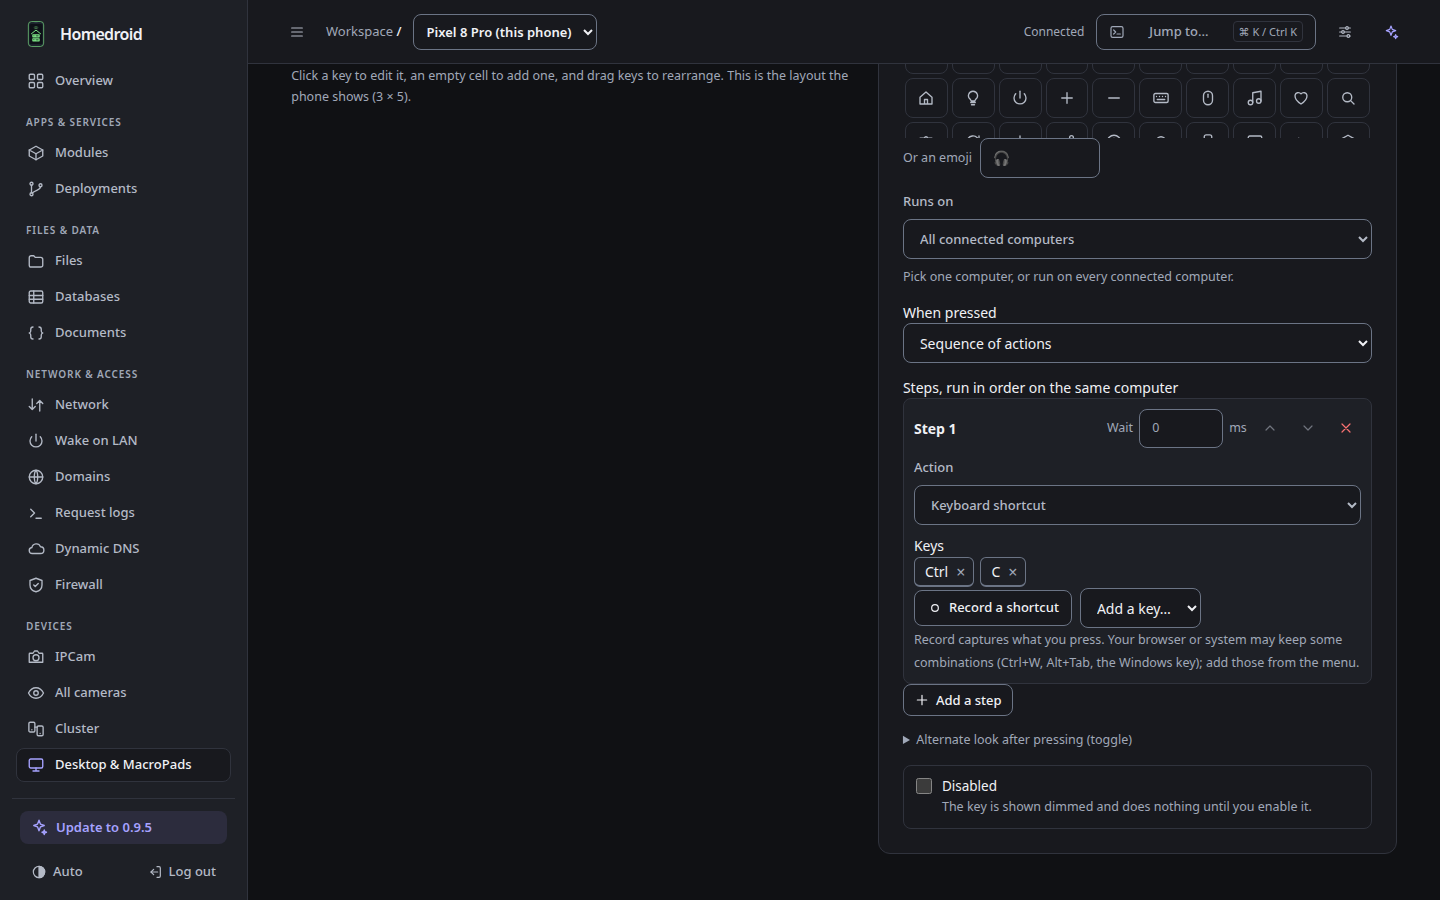 Homedroid
Overview
APPS & SERVICES
Modules
Deployments
FILES & DATA
Files
Databases
Documents
NETWORK & ACCESS
Network
Wake on LAN
Domains
Request logs
Dynamic DNS
Firewall
DEVICES
IPCam
All cameras
Cluster
Desktop & MacroPads
Update to 0.9.5
Auto
Log out
Workspace /
Pixel 8 Pro (this phone)
Connected
Jump to...
⌘ K / Ctrl K
Click a key to edit it, an empty cell to add one, and drag keys to rearrange. This is the layout the
phone shows (3 × 5).
Or an emoji
Runs on
All connected computers
Pick one computer, or run on every connected computer.
When pressed
Sequence of actions
Steps, run in order on the same computer
Step 1
Wait
0
ms
Action
Keyboard shortcut
Keys
Ctrl ×
C ×
Record a shortcut
Add a key...
Record captures what you press. Your browser or system may keep some
combinations (Ctrl+W, Alt+Tab, the Windows key); add those from the menu.
Add a step
Alternate look after pressing (toggle)
Disabled
The key is shown dimmed and does nothing until you enable it.